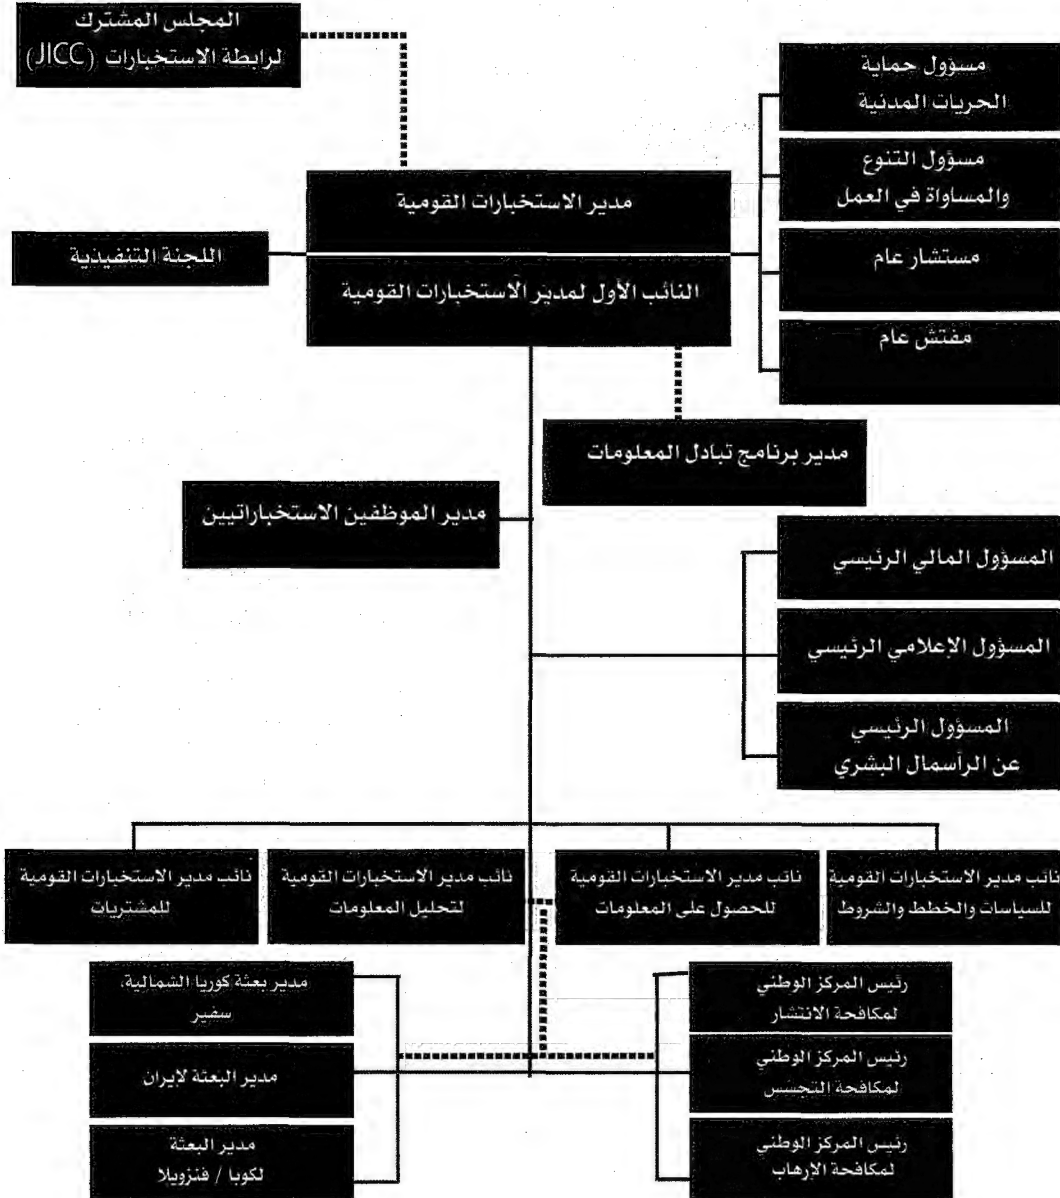 المجلس المشترك
لرابطة الاستخبارات (JICC)
مسؤول حماية
الحريات المدنية
مسؤول التنوع
والمساواة في العمل
مدير الاستخبارات القومية
اللجنة التنفيذية
مستشار عام
النائب الأول لمدير الاستخبارات القومية
مفتش عام
مدير برنامج تبادل المعلومات
مدير الموظفين الاستخباراتيين
المسؤول المالي الرئيسي
المسؤول الإعلامي الرئيسي
المسؤول الرئيسي
عن الرأسمال البشري
نائب مدير الاستخبارات القومية
للسياسات والخطط والشروط
نائب مدير الاستخبارات القومية
للحصول على المعلومات
نائب مدير الاستخبارات القومية
لتحليل المعلومات
نائب مدير الاستخبارات القومية
للمشتريات
رئيس المركز الوطني
لمكافحة الانتشار
مدير بعثة كوريا الشمالية،
سفير
رئيس المركز الوطني
لمكافحة التجسس
مدير البعثة لإيران
رئيس المركز الوطني
لمكافحة الإرهاب
مدير البعثة
لكوبا / فنزويلا